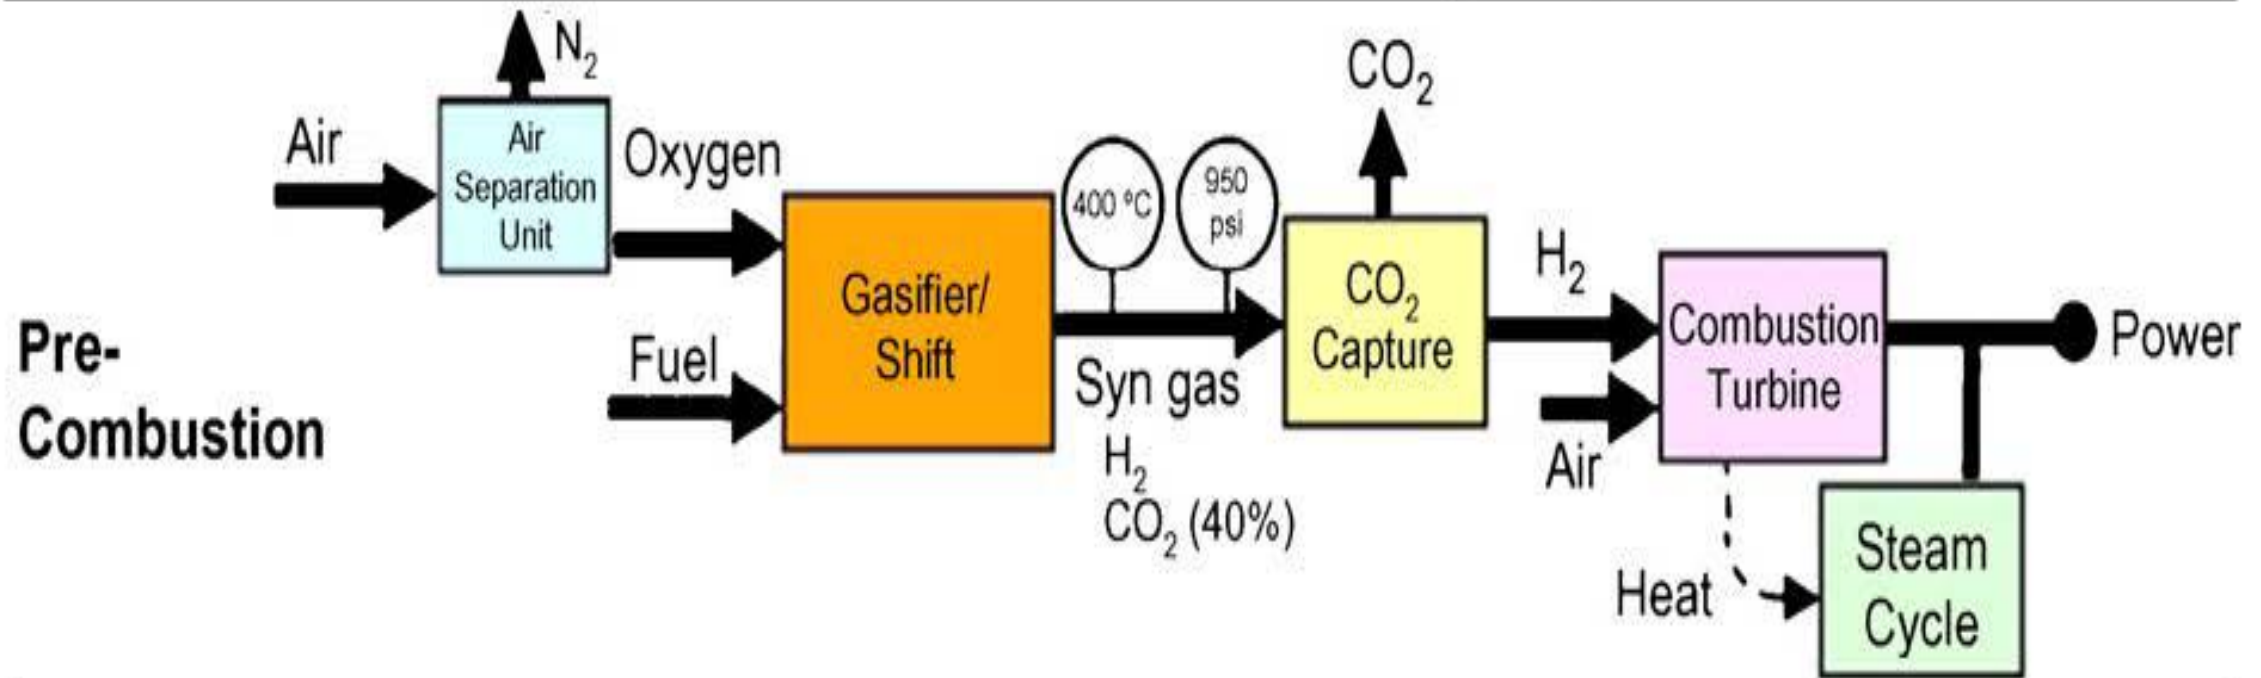 Pre-
Combustion
Air
N₂
Air
Separation
Unit
Oxygen
Fuel
Gasifier/
Shift
400 ºC
950
psi
Syn gas
H₂
CO₂ (40%)
CO₂
CO₂
Capture
H₂
Air
Combustion
Turbine
Power
Heat
Steam
Cycle